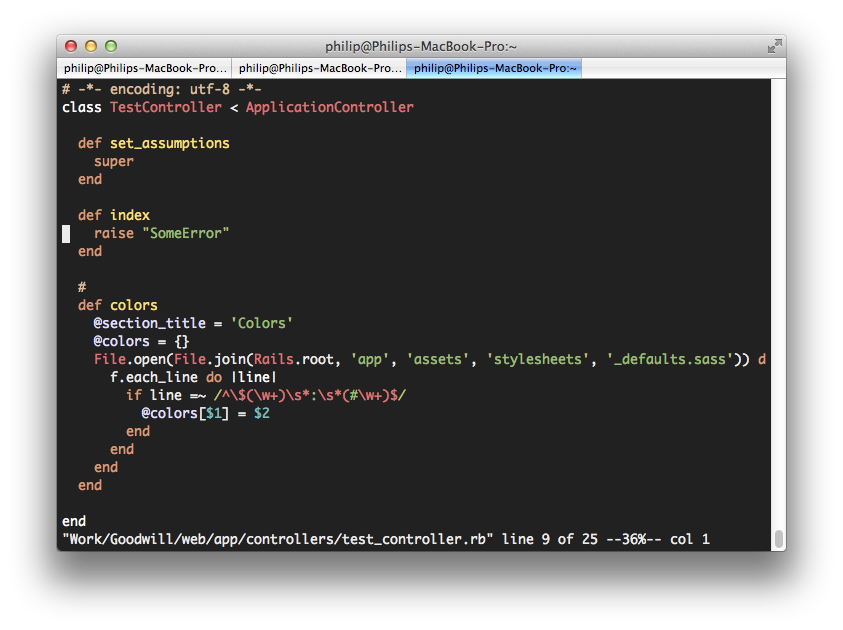 philip@Philips-MacBook-Pro:~
philip@Philips-MacBook-Pro... philip@Philips-MacBook-Pro... philip@Philips-MacBook-Pro:~
# -*- encoding: utf-8 -*-
class TestController < ApplicationController
  def set_assumptions
    super
  end
  def index
    raise "SomeError"
  end
  #
  def colors
    @section_title = 'Colors'
    @colors = {}
    File.open(File.join(Rails.root, 'app', 'assets', 'stylesheets', '_defaults.sass')) d
      f.each_line do |line|
        if line =~ /^\$(\w+)\s*:\s*(#\w+)$/
          @colors[$1] = $2
        end
      end
    end
  end
end
"Work/Goodwill/web/app/controllers/test_controller.rb" line 9 of 25 --36%-- col 1